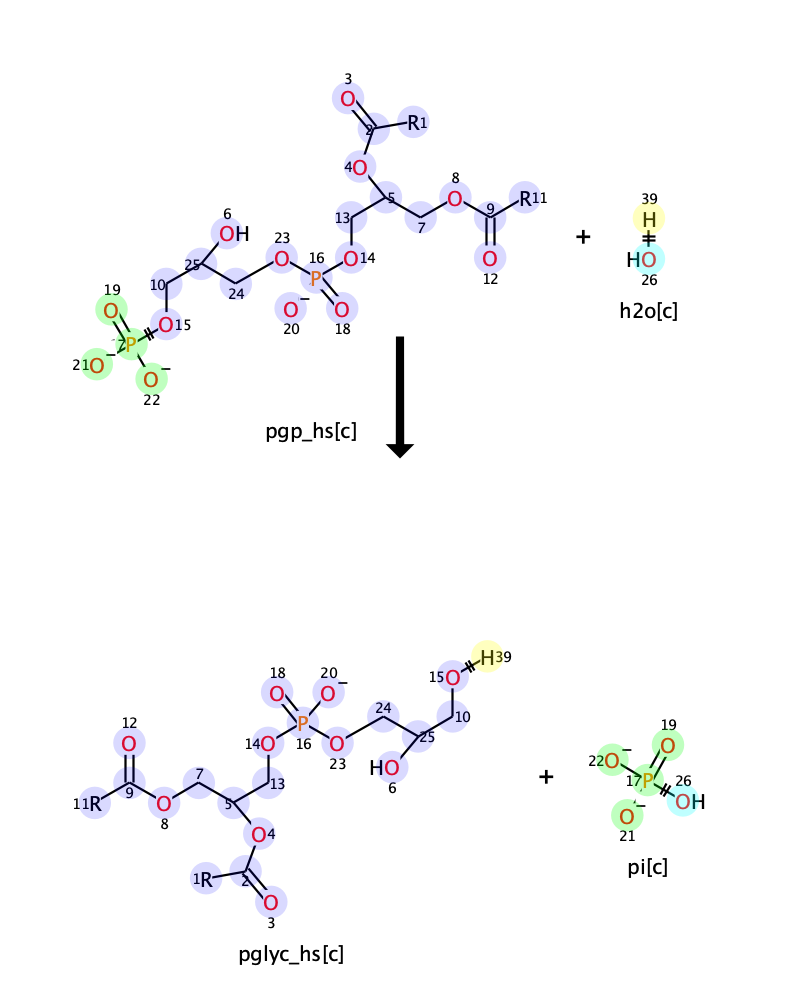 3
O
2
R1
4O
8
O
39
H
5
9
R11
6
OH
13
7
+
HO
26
23
O
16
P
O14
O
12
25
10
24
h2o[c]
19
O
O15
O−
20
O
18
17
P
21O−
O−
22
pgp_hs[c]
H39
15O
18
O
20
O−
12
O
24
10
19
O
14O
P
16
O
23
25
22O−
7
13
HO
6
+
17P
26
OH
11R
9
O
8
5
O−
21
O4
1R
2
pi[c]
O
3
pglyc_hs[c]